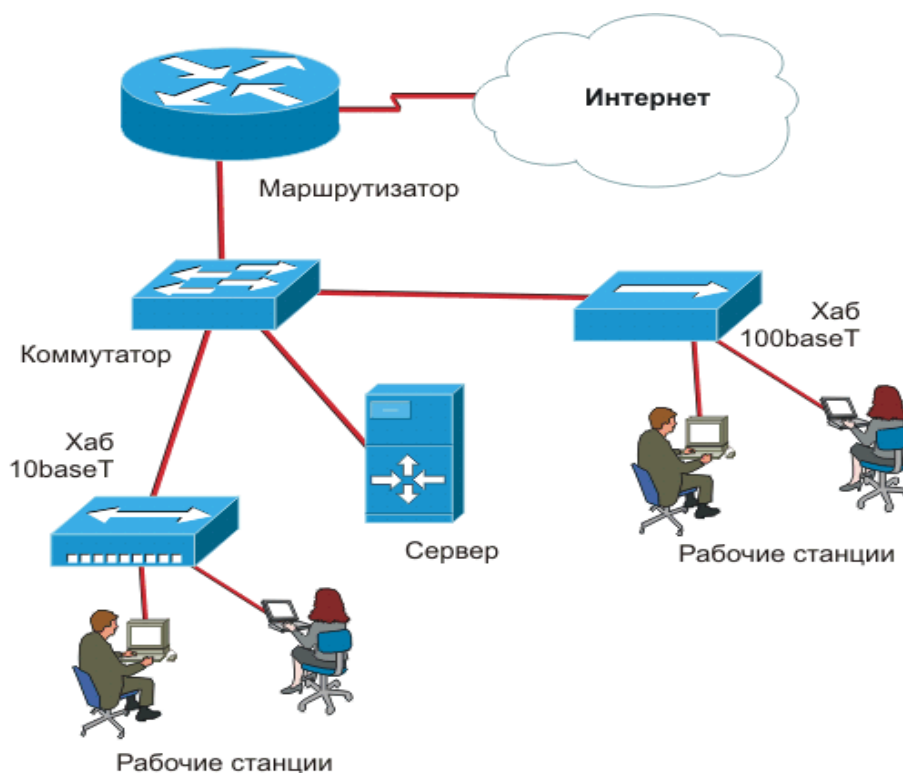 Интернет
Маршрутизатор
Хаб
100baseT
Коммутатор
Хаб
10baseT
Сервер
Рабочие станции
Рабочие станции